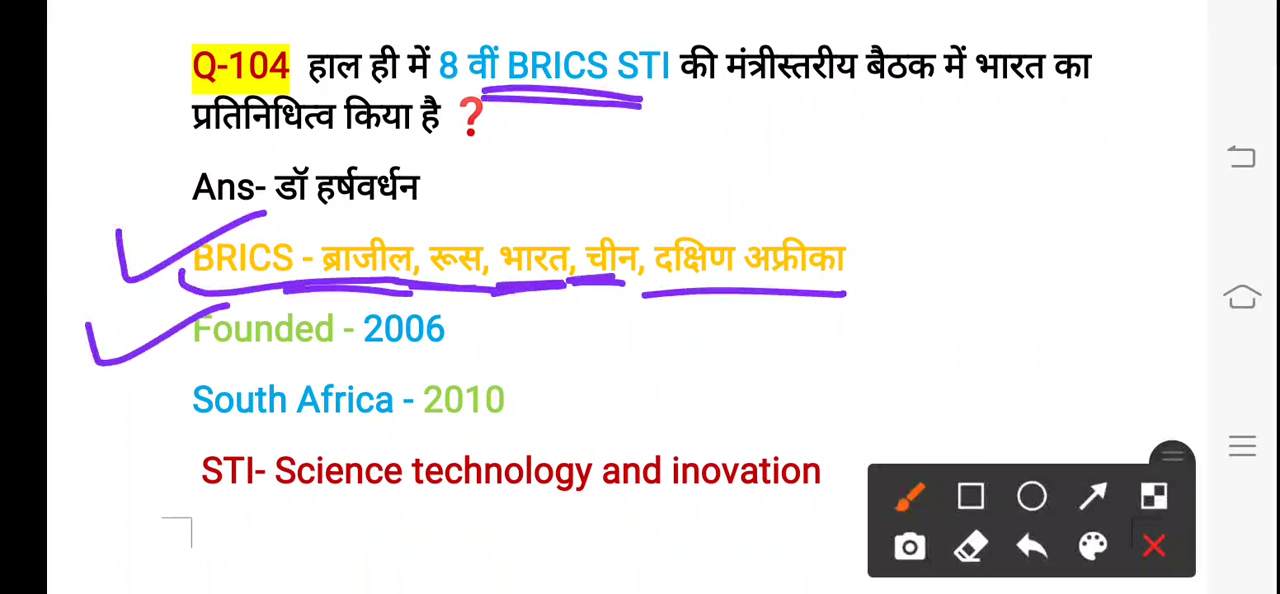 Q-104 हाल ही में 8 वीं BRICS STI की मंत्रीस्तरीय बैठक में भारत का
प्रतिनिधित्व किया है ❓
Ans- डॉ हर्षवर्धन
BRICS - ब्राजील, रूस, भारत, चीन, दक्षिण अफ्रीका
Founded - 2006
South Africa - 2010
STI- Science technology and inovation